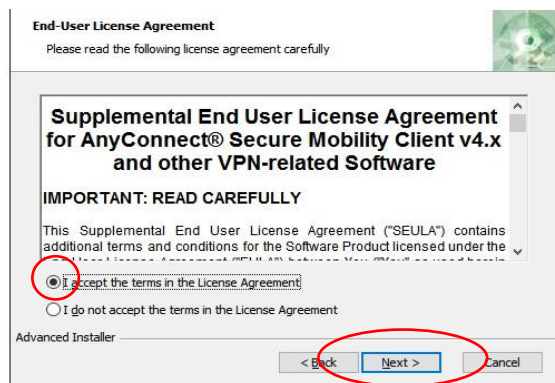 End-User License Agreement
Please read the following license agreement carefully
Supplemental End User License Agreement
for AnyConnect® Secure Mobility Client v4.x
and other VPN-related Software
IMPORTANT: READ CAREFULLY
This Supplemental End User License Agreement ("SEULA") contains
additional terms and conditions for the Software Product licensed under the
I accept the terms in the License Agreement
I do not accept the terms in the License Agreement
Advanced Installer
< Back Next > Cancel